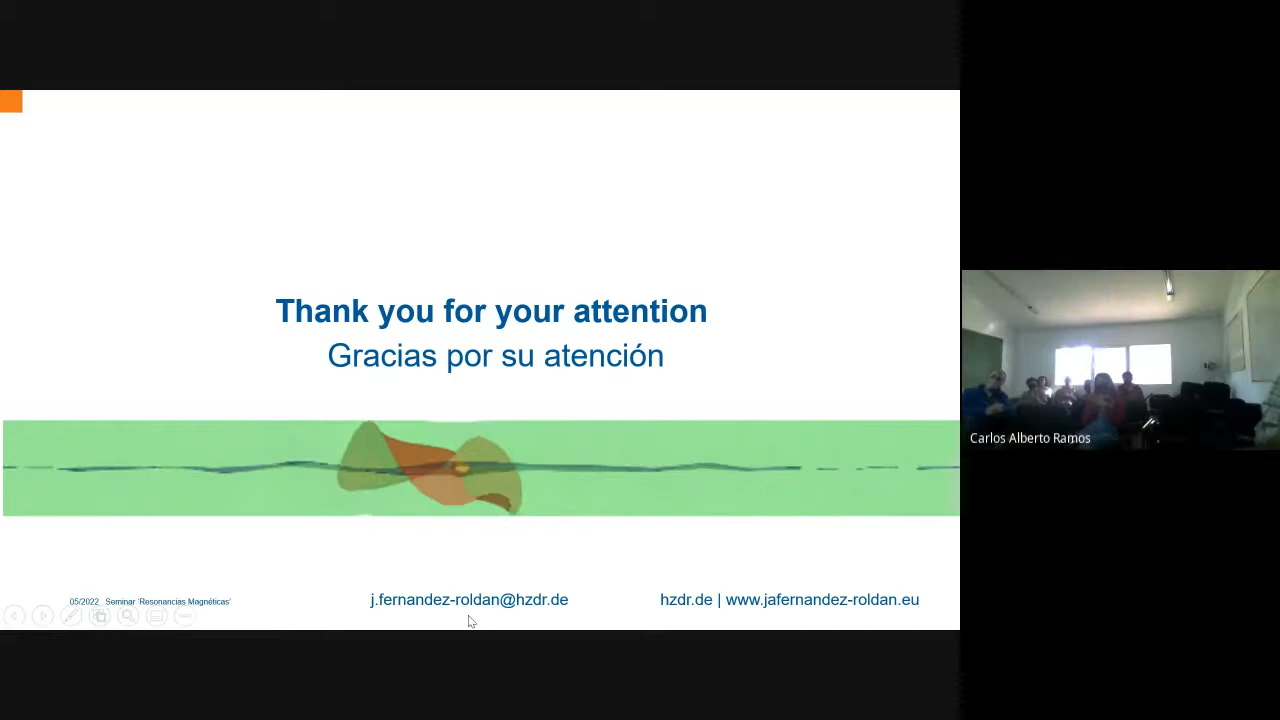 Thank you for your attention
Gracias por su atención
05/2022 Seminar 'Resonancias Magnéticas'
j.fernandez-roldan@hzdr.de
hzdr.de | www.jafernandez-roldan.eu
Carlos Alberto Ramos